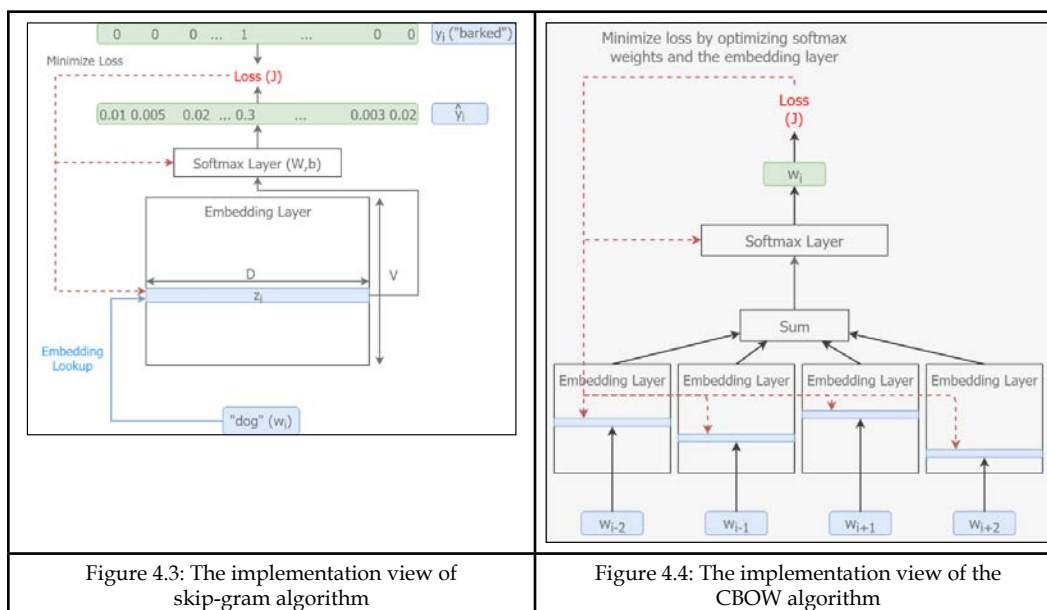 0 0 0 ... 1 ... 0 0 yᵢ ("barked")
Minimize Loss
Loss (J)
0.01 0.005 0.02 ... 0.3 ... 0.003 0.02 ŷᵢ
Softmax Layer (W,b)
Embedding Layer
D
V
zᵢ
Embedding
Lookup
"dog" (wᵢ)
Figure 4.3: The implementation view of
skip-gram algorithm
Minimize loss by optimizing softmax
weights and the embedding layer
Loss
(J)
wᵢ
Softmax Layer
Sum
Embedding Layer Embedding Layer Embedding Layer Embedding Layer
wᵢ₋₂ wᵢ₋₁ wᵢ₊₁ wᵢ₊₂
Figure 4.4: The implementation view of the
CBOW algorithm